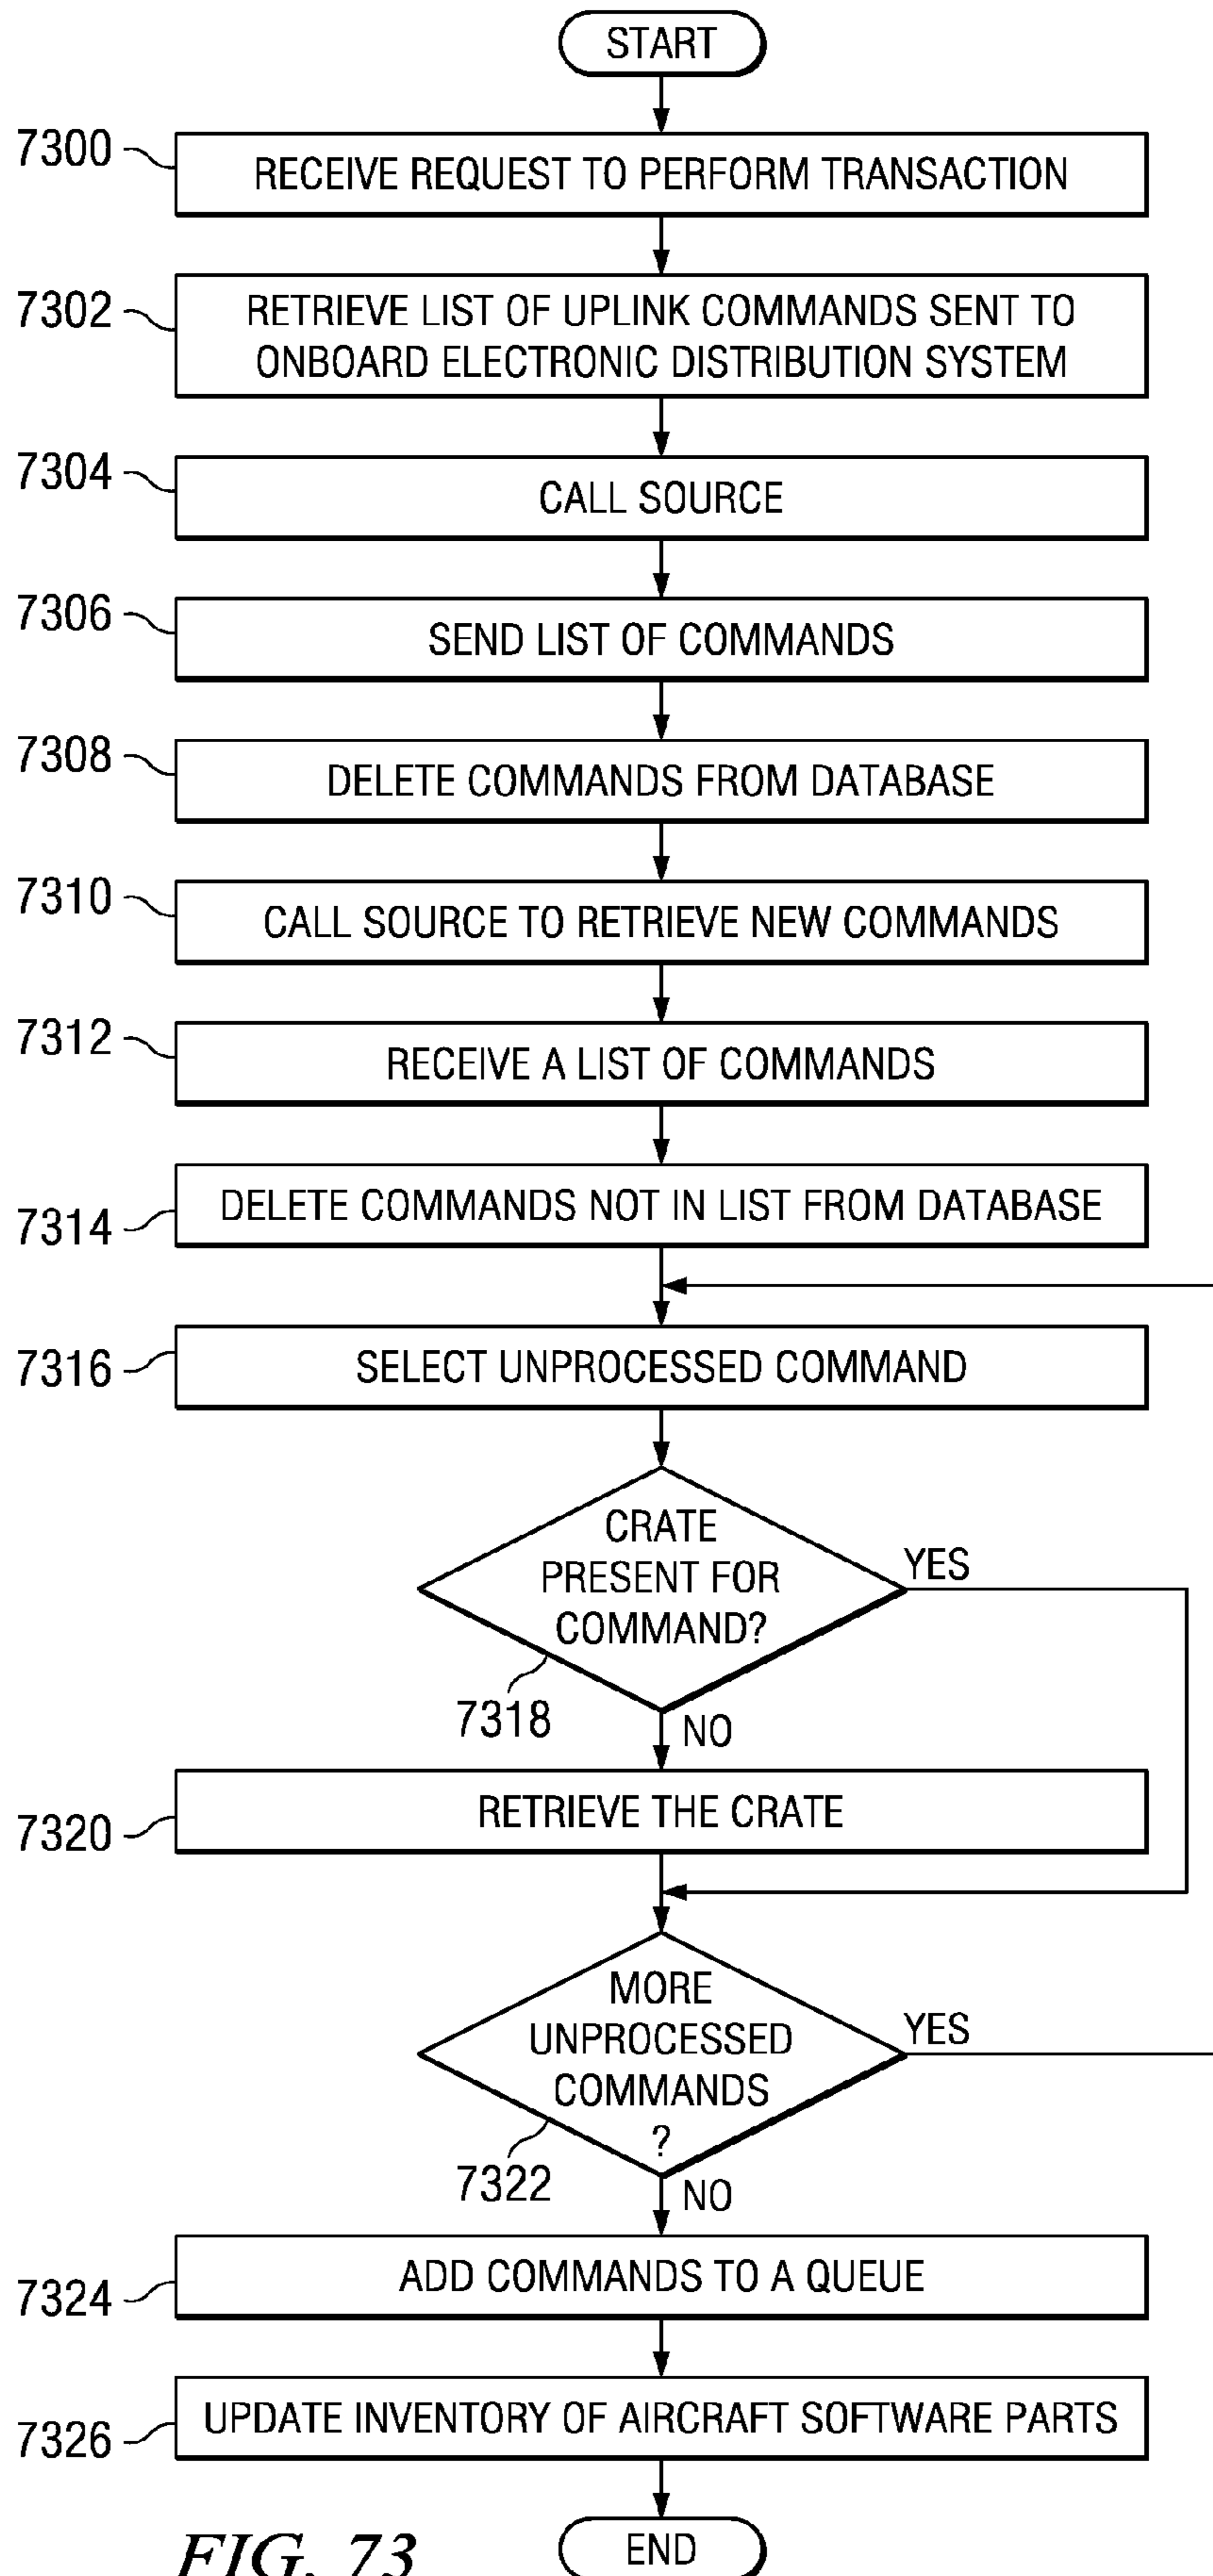 START
7300
RECEIVE REQUEST TO PERFORM TRANSACTION
7302
RETRIEVE LIST OF UPLINK COMMANDS SENT TO
ONBOARD ELECTRONIC DISTRIBUTION SYSTEM
7304
CALL SOURCE
7306
SEND LIST OF COMMANDS
7308
DELETE COMMANDS FROM DATABASE
7310
CALL SOURCE TO RETRIEVE NEW COMMANDS
7312
RECEIVE A LIST OF COMMANDS
7314
DELETE COMMANDS NOT IN LIST FROM DATABASE
7316
SELECT UNPROCESSED COMMAND
CRATE
PRESENT FOR
COMMAND?
YES
7318
NO
7320
RETRIEVE THE CRATE
MORE
UNPROCESSED
COMMANDS
?
YES
7322
NO
7324
ADD COMMANDS TO A QUEUE
7326
UPDATE INVENTORY OF AIRCRAFT SOFTWARE PARTS
END
FIG. 73